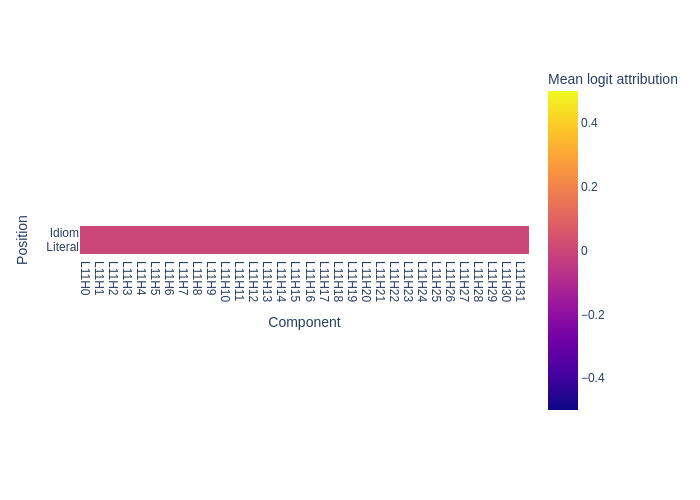 Mean logit attribution
0.4
0.2
0
−0.2
−0.4
Position
Idiom
Literal
L11H0
L11H1
L11H2
L11H3
L11H4
L11H5
L11H6
L11H7
L11H8
L11H9
L11H10
L11H11
L11H12
L11H13
L11H14
L11H15
L11H16
L11H17
L11H18
L11H19
L11H20
L11H21
L11H22
L11H23
L11H24
L11H25
L11H26
L11H27
L11H28
L11H29
L11H30
L11H31
Component